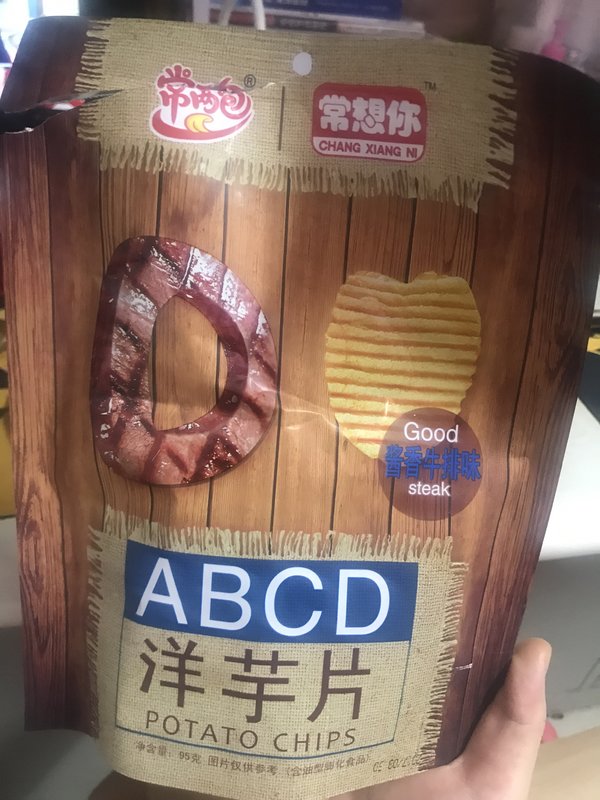 常两包®
常想你™
CHANG XIANG NI
Good
酱香牛排味
steak
ABCD
洋芋片
POTATO CHIPS
净含量：95克 图片仅供参考 （含油型膨化食品）